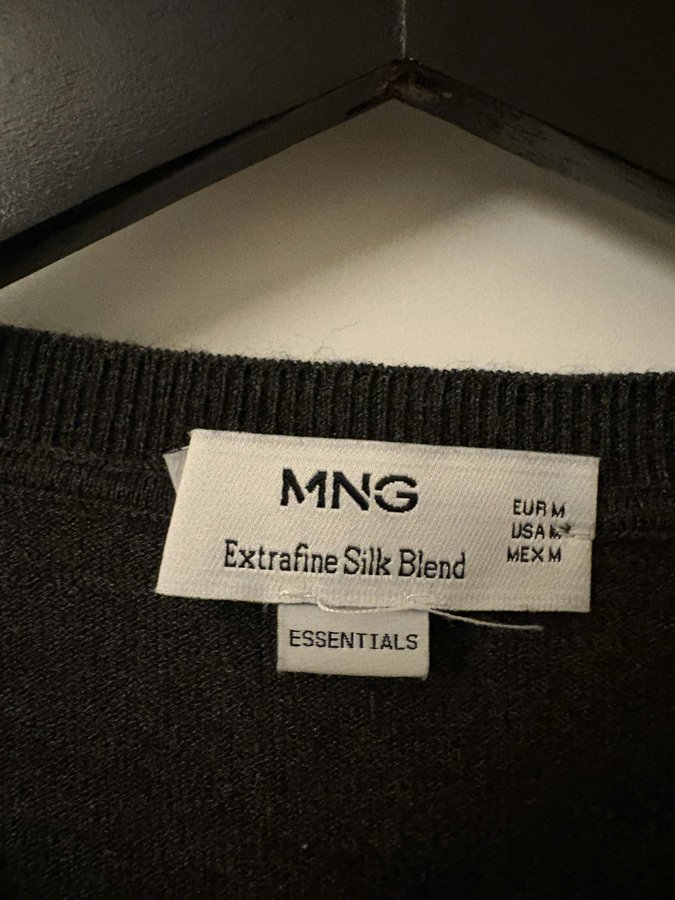 MNG
Extrafine Silk Blend
EUR M
USA M
MEX M
ESSENTIALS